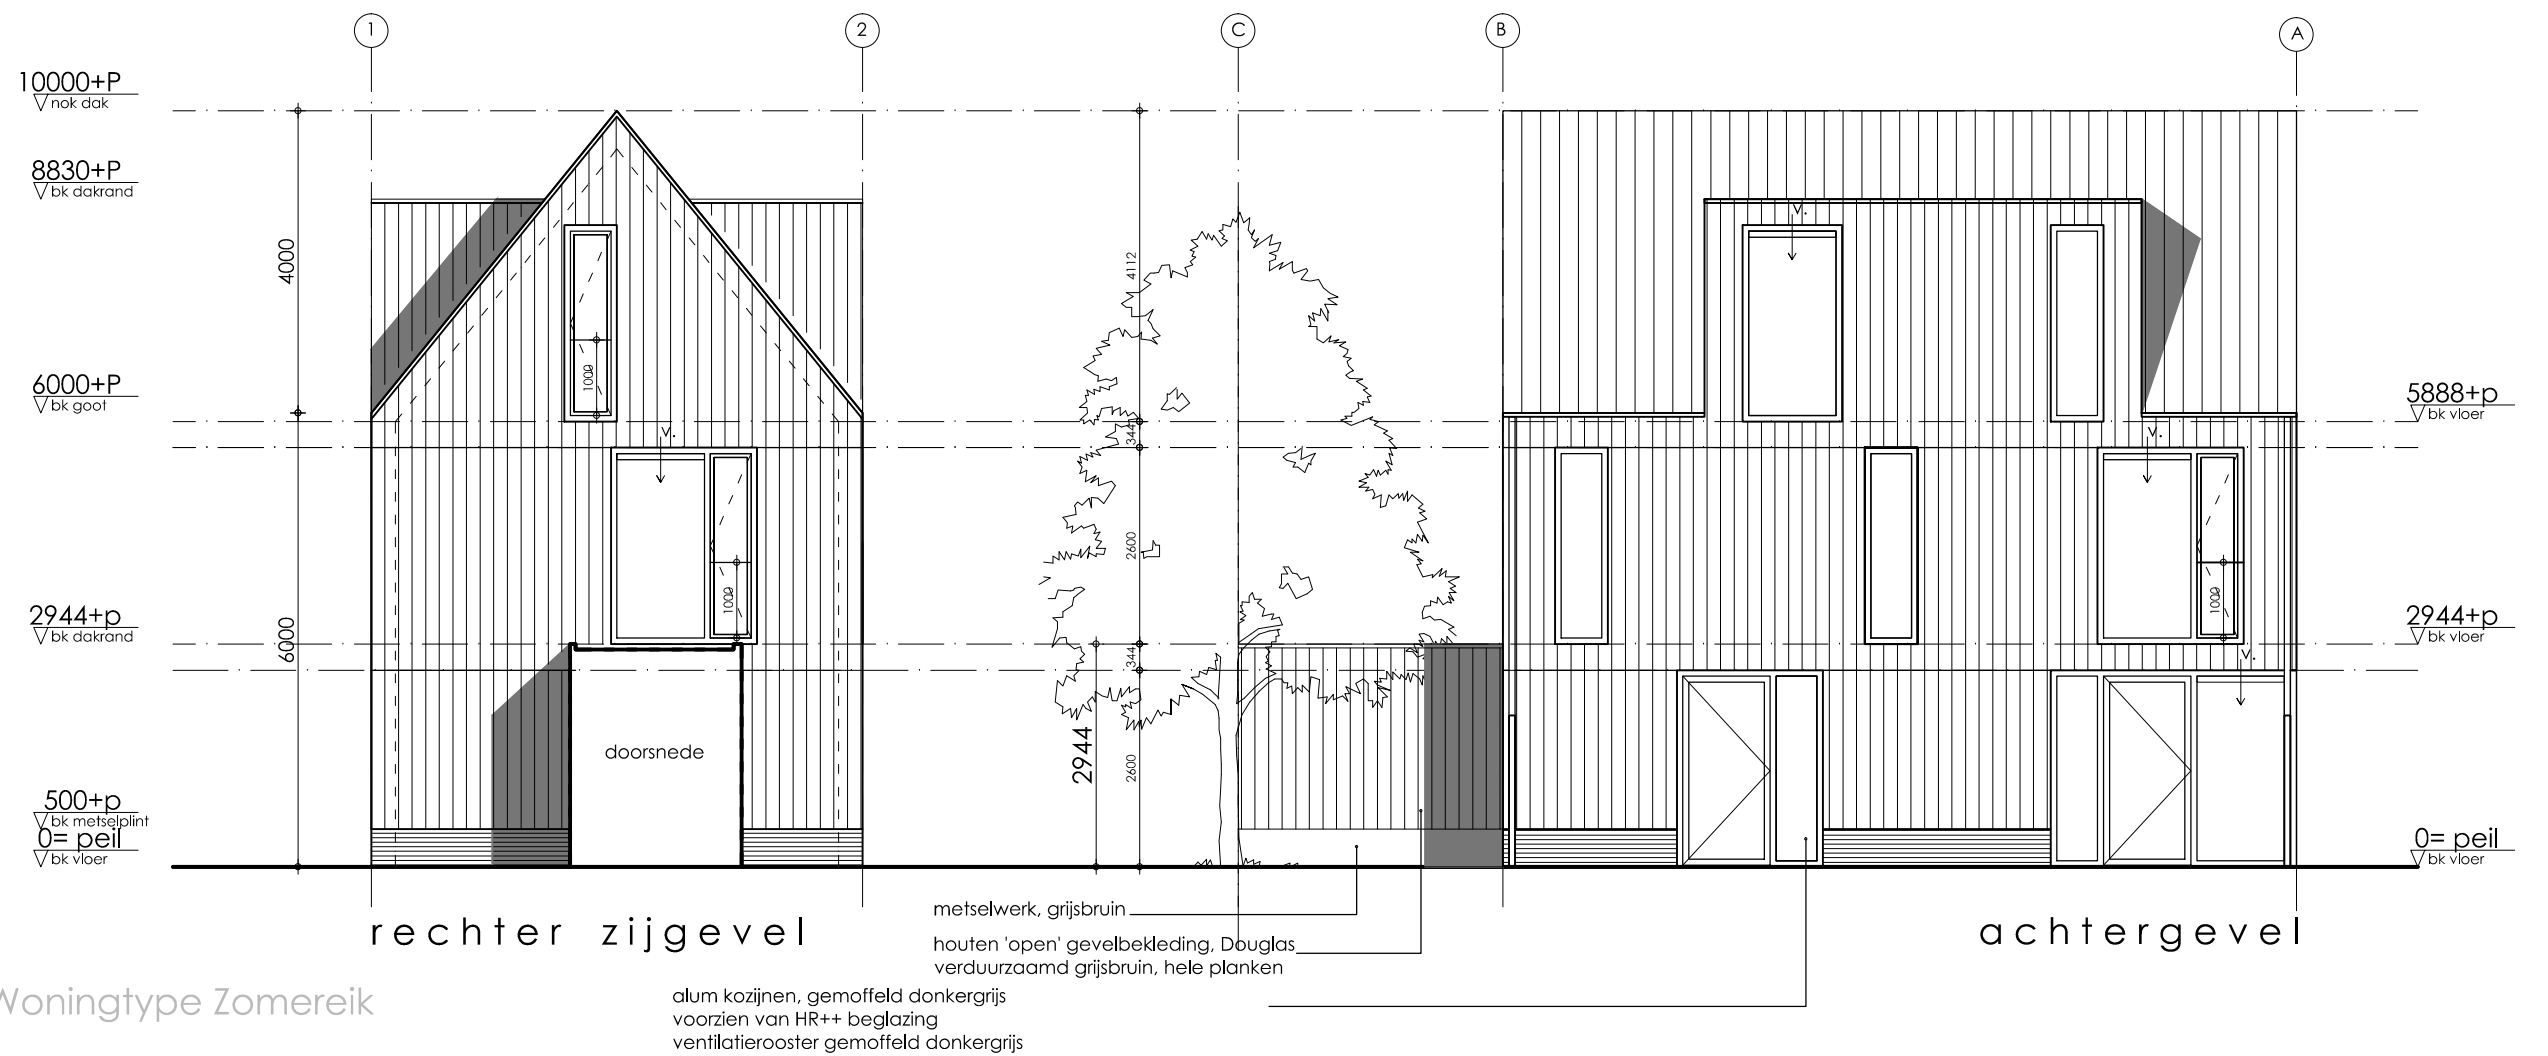 1
2
C
B
A
10000+P
nok dak
8830+P
bk dakrand
6000+P
bk goot
2944+p
bk dakrand
500+p
bk metselplint
0= peil
bk vloer
4000
6000
1000
v.
1000
doorsnede
4112
344
2600
344
2600
2944
v.
v.
1000
v.
5888+p
bk vloer
2944+p
bk vloer
0= peil
bk vloer
rechter zijgevel
achtergevel
metselwerk, grijsbruin
houten 'open' gevelbekleding, Douglas
verduurzaamd grijsbruin, hele planken
alum kozijnen, gemoffeld donkergrijs
voorzien van HR++ beglazing
ventilatierooster gemoffeld donkergrijs
Woningtype Zomereik